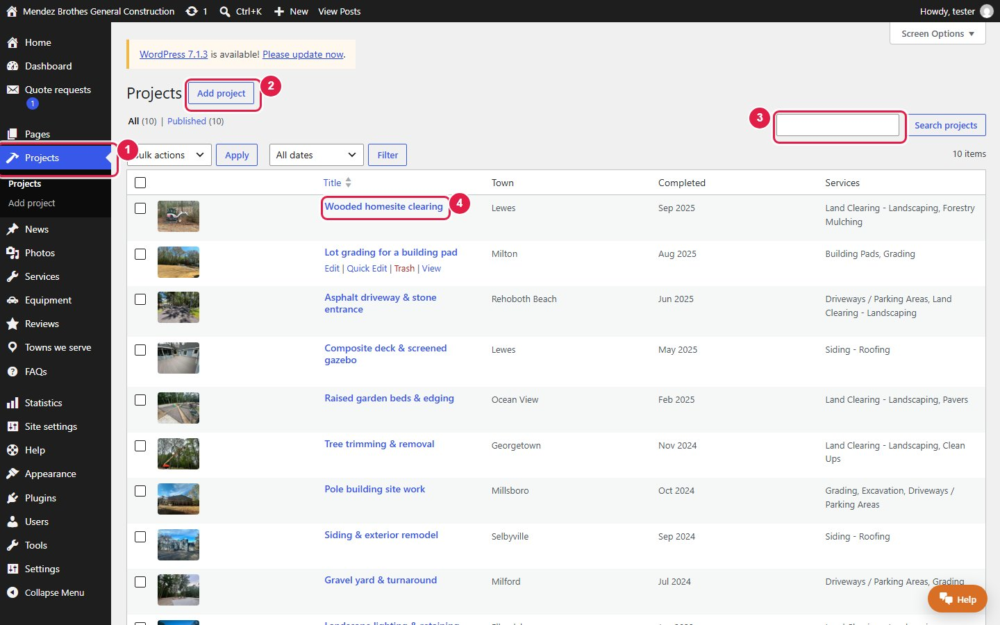 Mendez Brothes General Construction
1
Ctrl+K
New
View Posts
Howdy, tester
Home
Dashboard
Quote requests
1
Pages
Projects
Projects
Add project
News
Photos
Services
Equipment
Reviews
Towns we serve
FAQs
Statistics
Site settings
Help
Appearance
Plugins
Users
Tools
Settings
Collapse Menu
Screen Options
WordPress 7.1.3 is available! Please update now.
Projects
Add project
2
All (10) | Published (10)
3
Search projects
1
ulk actions
Apply
All dates
Filter
10 items
Title
Town
Completed
Services
Wooded homesite clearing
4
Lewes
Sep 2025
Land Clearing - Landscaping, Forestry
Mulching
Lot grading for a building pad
Edit | Quick Edit | Trash | View
Milton
Aug 2025
Building Pads, Grading
Asphalt driveway & stone
entrance
Rehoboth Beach
Jun 2025
Driveways / Parking Areas, Land
Clearing - Landscaping
Composite deck & screened
gazebo
Lewes
May 2025
Siding - Roofing
Raised garden beds & edging
Ocean View
Feb 2025
Land Clearing - Landscaping, Pavers
Tree trimming & removal
Georgetown
Nov 2024
Land Clearing - Landscaping, Clean
Ups
Pole building site work
Millsboro
Oct 2024
Grading, Excavation, Driveways /
Parking Areas
Siding & exterior remodel
Selbyville
Sep 2024
Siding - Roofing
Gravel yard & turnaround
Milford
Jul 2024
Driveways / Parking Areas, Grading
Help
Landscape lighting & retaining